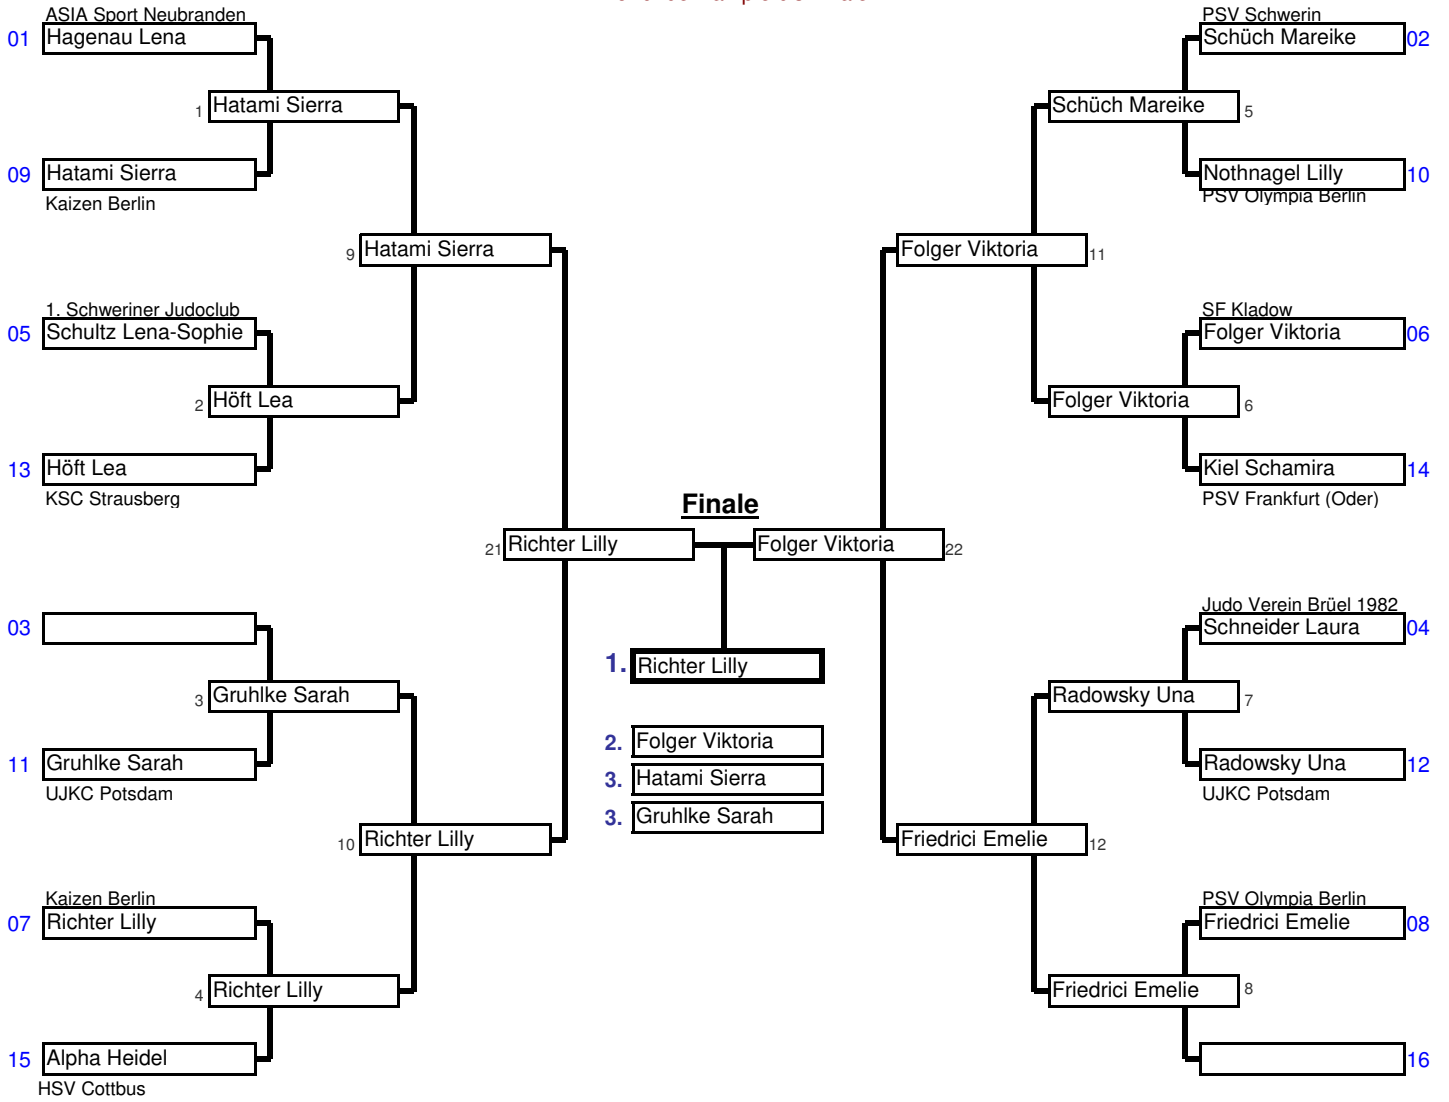 ASIA Sport Neubranden
01 Hagenau Lena
1 Hatami Sierra
09 Hatami Sierra
Kaizen Berlin
9 Hatami Sierra
1. Schweriner Judoclub
05 Schultz Lena-Sophie
2 Höft Lea
13 Höft Lea
KSC Strausberg
21 Richter Lilly
03
3 Gruhlke Sarah
11 Gruhlke Sarah
UJKC Potsdam
10 Richter Lilly
Kaizen Berlin
07 Richter Lilly
4 Richter Lilly
15 Alpha Heidel
HSV Cottbus
Finale
1. Richter Lilly
2. Folger Viktoria
3. Hatami Sierra
3. Gruhlke Sarah
PSV Schwerin
Schüch Mareike 02
Schüch Mareike 5
Nothnagel Lilly 10
PSV Olympia Berlin
Folger Viktoria 11
SF Kladow
Folger Viktoria 06
Folger Viktoria 6
Kiel Schamira 14
PSV Frankfurt (Oder)
Folger Viktoria 22
Judo Verein Brüel 1982
Schneider Laura 04
Radowsky Una 7
Radowsky Una 12
UJKC Potsdam
Friedrici Emelie 12
PSV Olympia Berlin
Friedrici Emelie 08
Friedrici Emelie 8
16